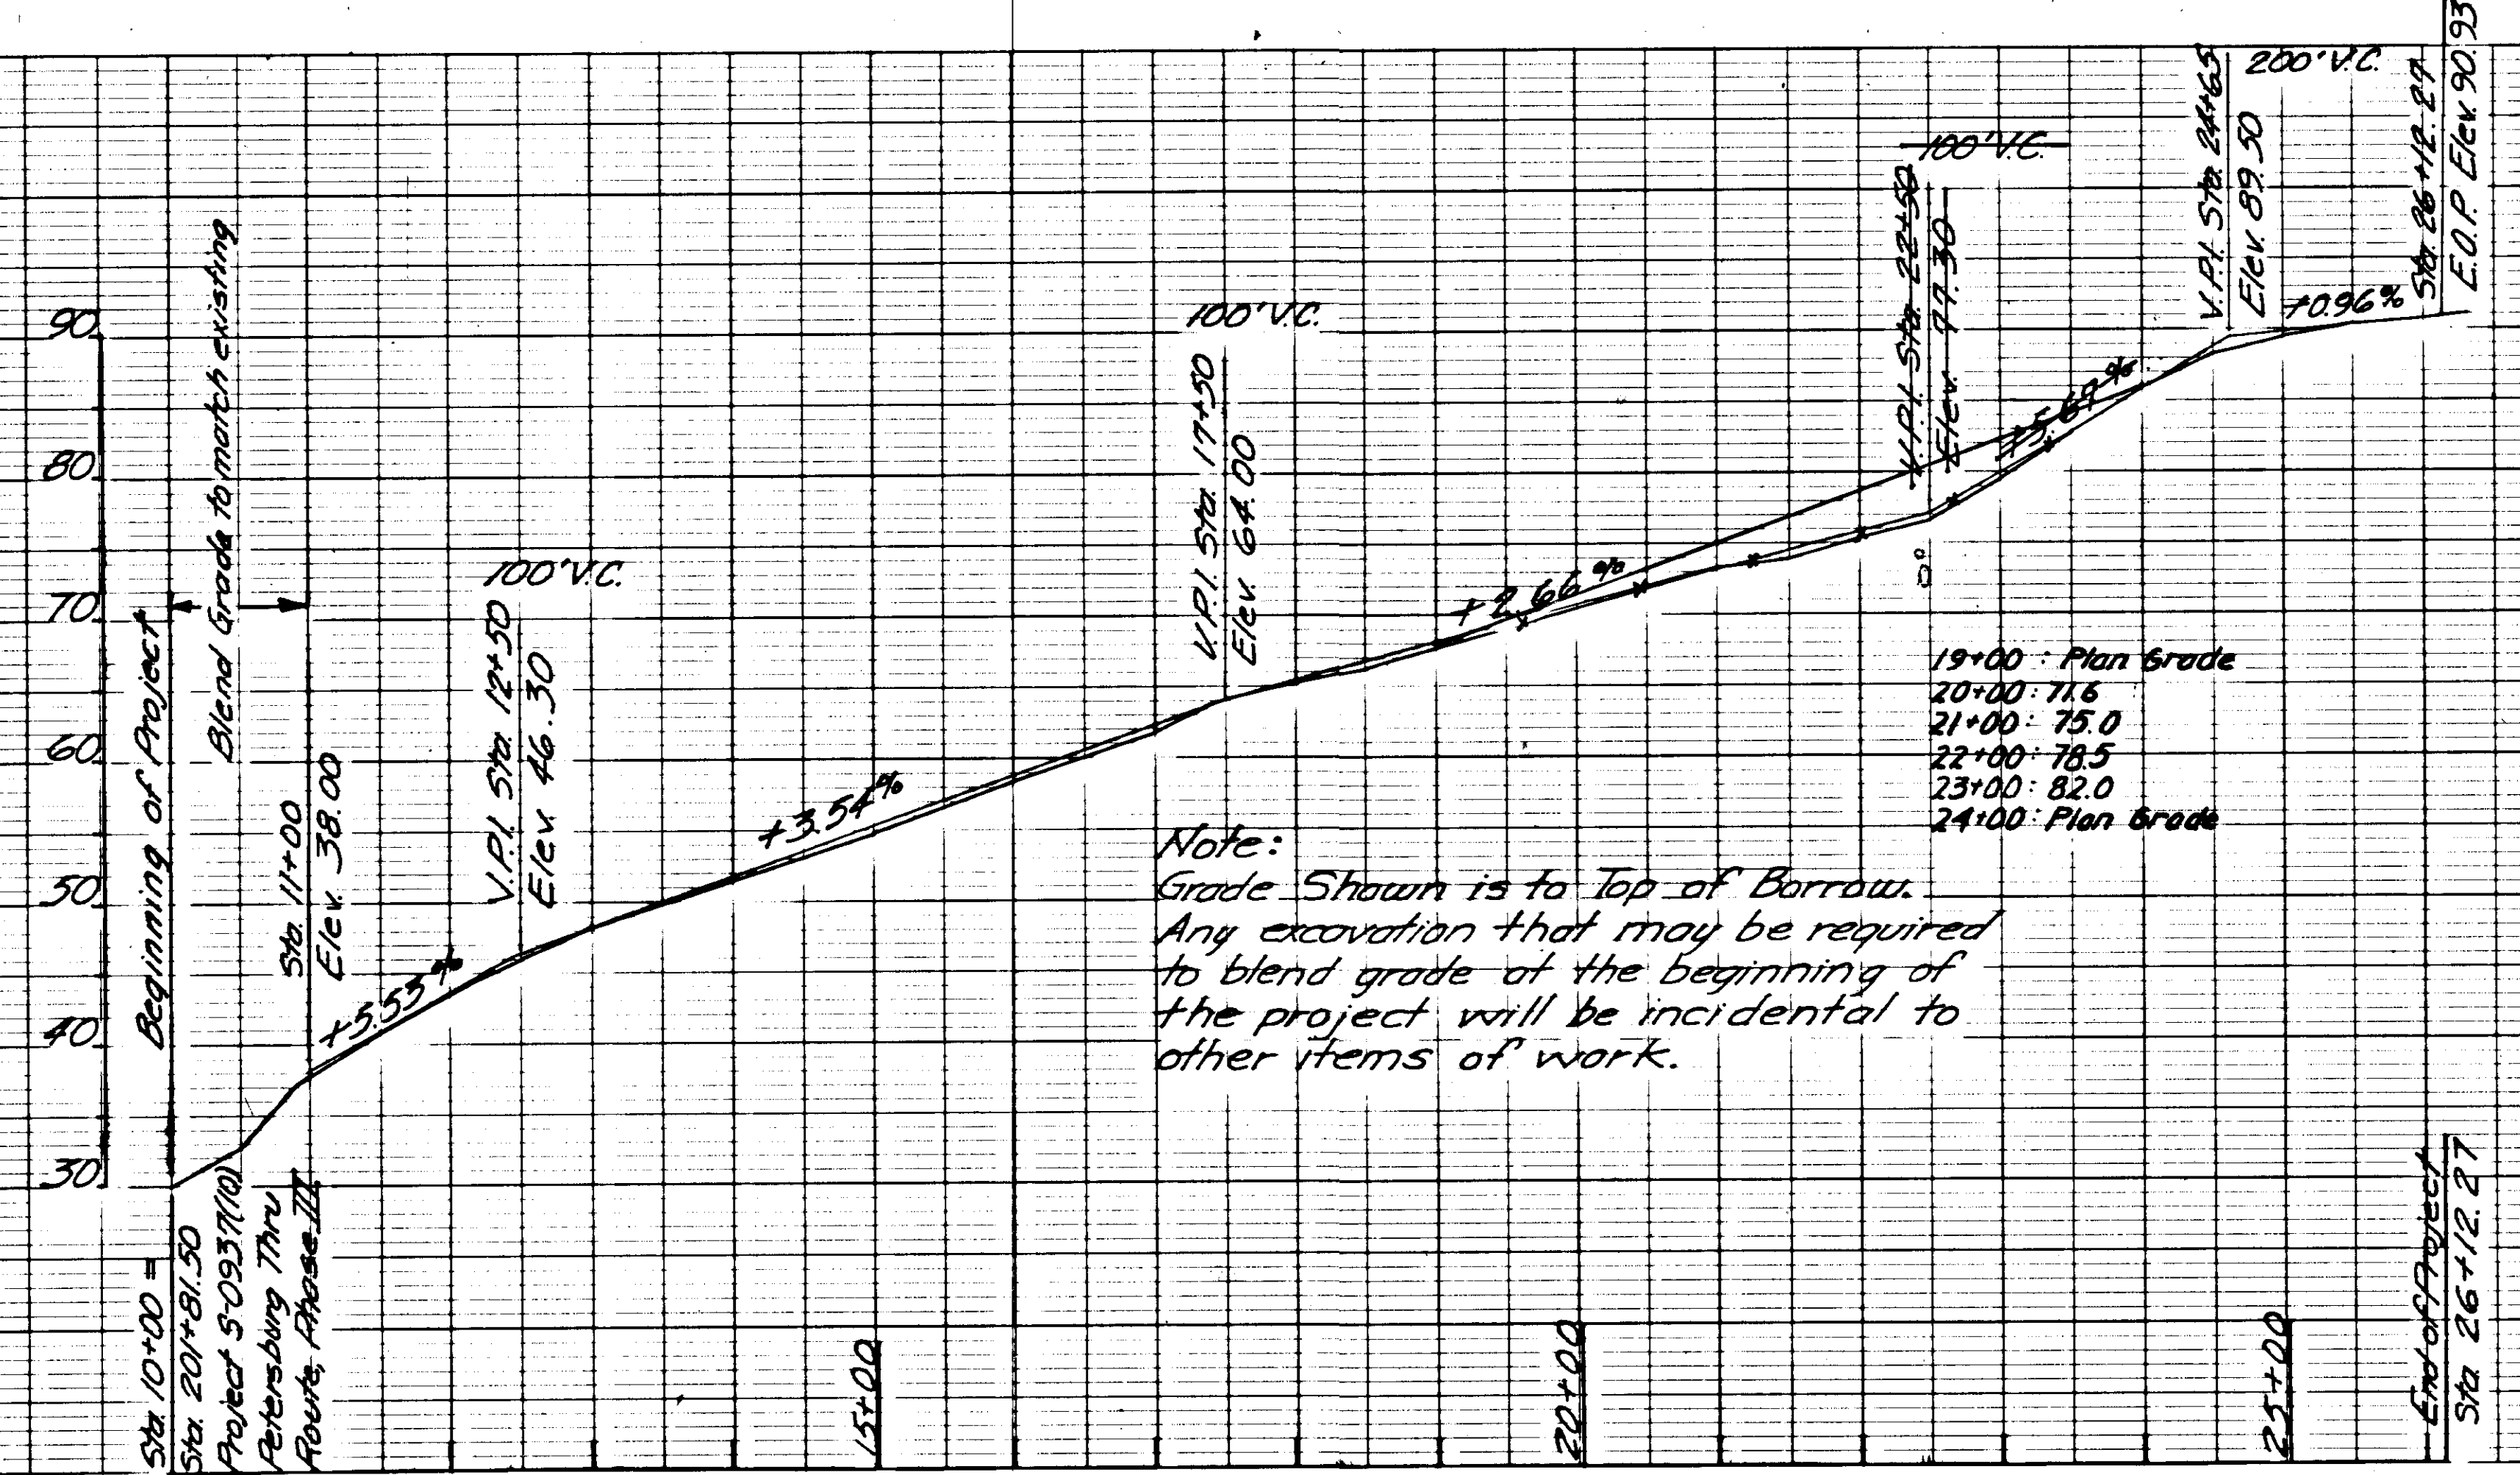 90
80
70
60
50
40
30
Beginning of Project
Blend Grade to match existing
Sta. 11+00
Elev. 38.00
+5.53%
100' V.C.
V.P.I. Sta. 12+50
Elev. 46.30
+3.54%
100' V.C.
V.P.I. Sta. 17+50
Elev. 64.00
+2.66%
100' V.C.
V.P.I. Sta. 22+50
Elev. 77.30
+5.67%
200' V.C.
V.P.I. Sta. 24+65
Elev. 89.50
+0.96%
Sta. 26+12.27
E.O.P. Elev. 90.93
19+00 : Plan Grade
20+00 : 71.6
21+00 : 75.0
22+00 : 78.5
23+00 : 82.0
24+00 : Plan Grade
Note:
Grade Shown is to Top of Borrow.
Any excavation that may be required
to blend grade at the beginning of
the project will be incidental to
other items of work.
Sta. 10+00 =
Sta. 201+81.50
Project S-0937(10)
Petersburg Thru
Route, Phase III
15+00
20+00
25+00
End of Project
Sta 26+12.27